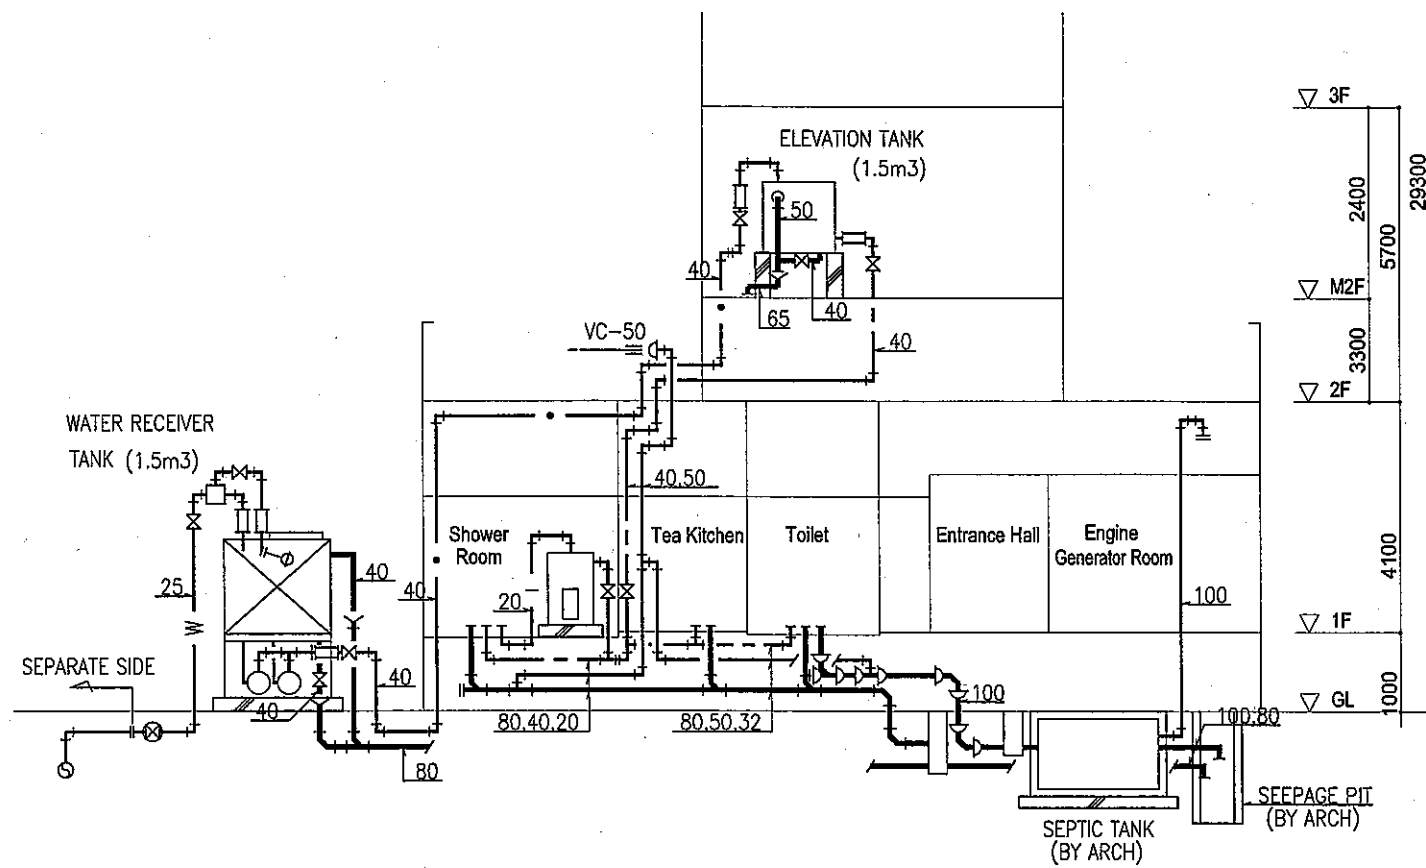 3F
ELEVATION TANK
(1.5m3)
50
2400
29300
5700
40
M2F
65
40
VC-50
40
3300
2F
WATER RECEIVER
TANK (1.5m3)
40,50
Shower
Room
Tea Kitchen
Toilet
Entrance Hall
Engine
Generator Room
4100
25
40
40
20
100
W
1F
SEPARATE SIDE
40
40
100
GL
1000
80,40,20
80,50,32
100,80
80
SEEPAGE PIT
(BY ARCH)
SEPTIC TANK
(BY ARCH)